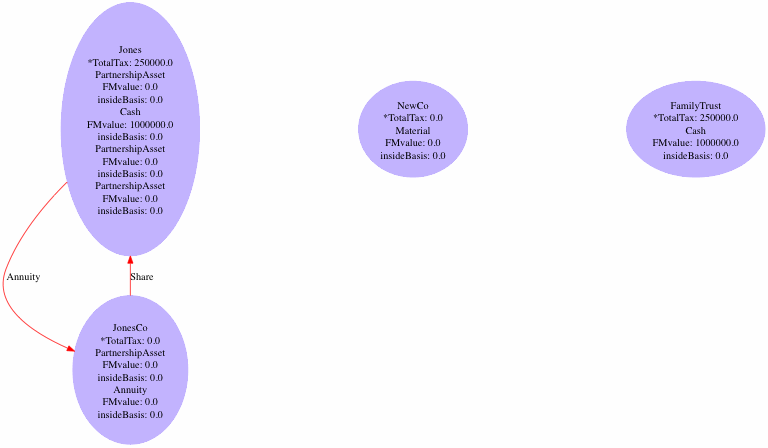 Jones
*TotalTax: 250000.0
PartnershipAsset
FMvalue: 0.0
insideBasis: 0.0
Cash
FMvalue: 1000000.0
insideBasis: 0.0
PartnershipAsset
FMvalue: 0.0
insideBasis: 0.0
PartnershipAsset
FMvalue: 0.0
insideBasis: 0.0
NewCo
*TotalTax: 0.0
Material
FMvalue: 0.0
insideBasis: 0.0
FamilyTrust
*TotalTax: 250000.0
Cash
FMvalue: 1000000.0
insideBasis: 0.0
Annuity
Share
JonesCo
*TotalTax: 0.0
PartnershipAsset
FMvalue: 0.0
insideBasis: 0.0
Annuity
FMvalue: 0.0
insideBasis: 0.0